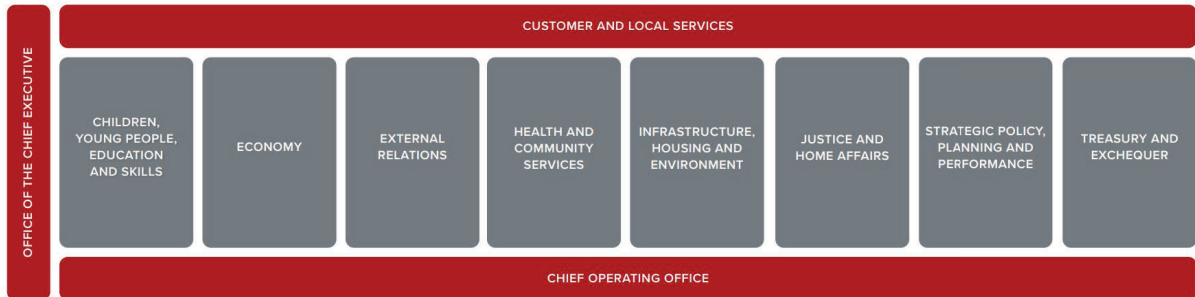 OFFICE OF THE CHIEF EXECUTIVE
CUSTOMER AND LOCAL SERVICES
CHILDREN,
YOUNG PEOPLE,
EDUCATION
AND SKILLS
ECONOMY
EXTERNAL
RELATIONS
HEALTH AND
COMMUNITY
SERVICES
INFRASTRUCTURE,
HOUSING AND
ENVIRONMENT
JUSTICE AND
HOME AFFAIRS
STRATEGIC POLICY,
PLANNING AND
PERFORMANCE
TREASURY AND
EXCHEQUER
CHIEF OPERATING OFFICE